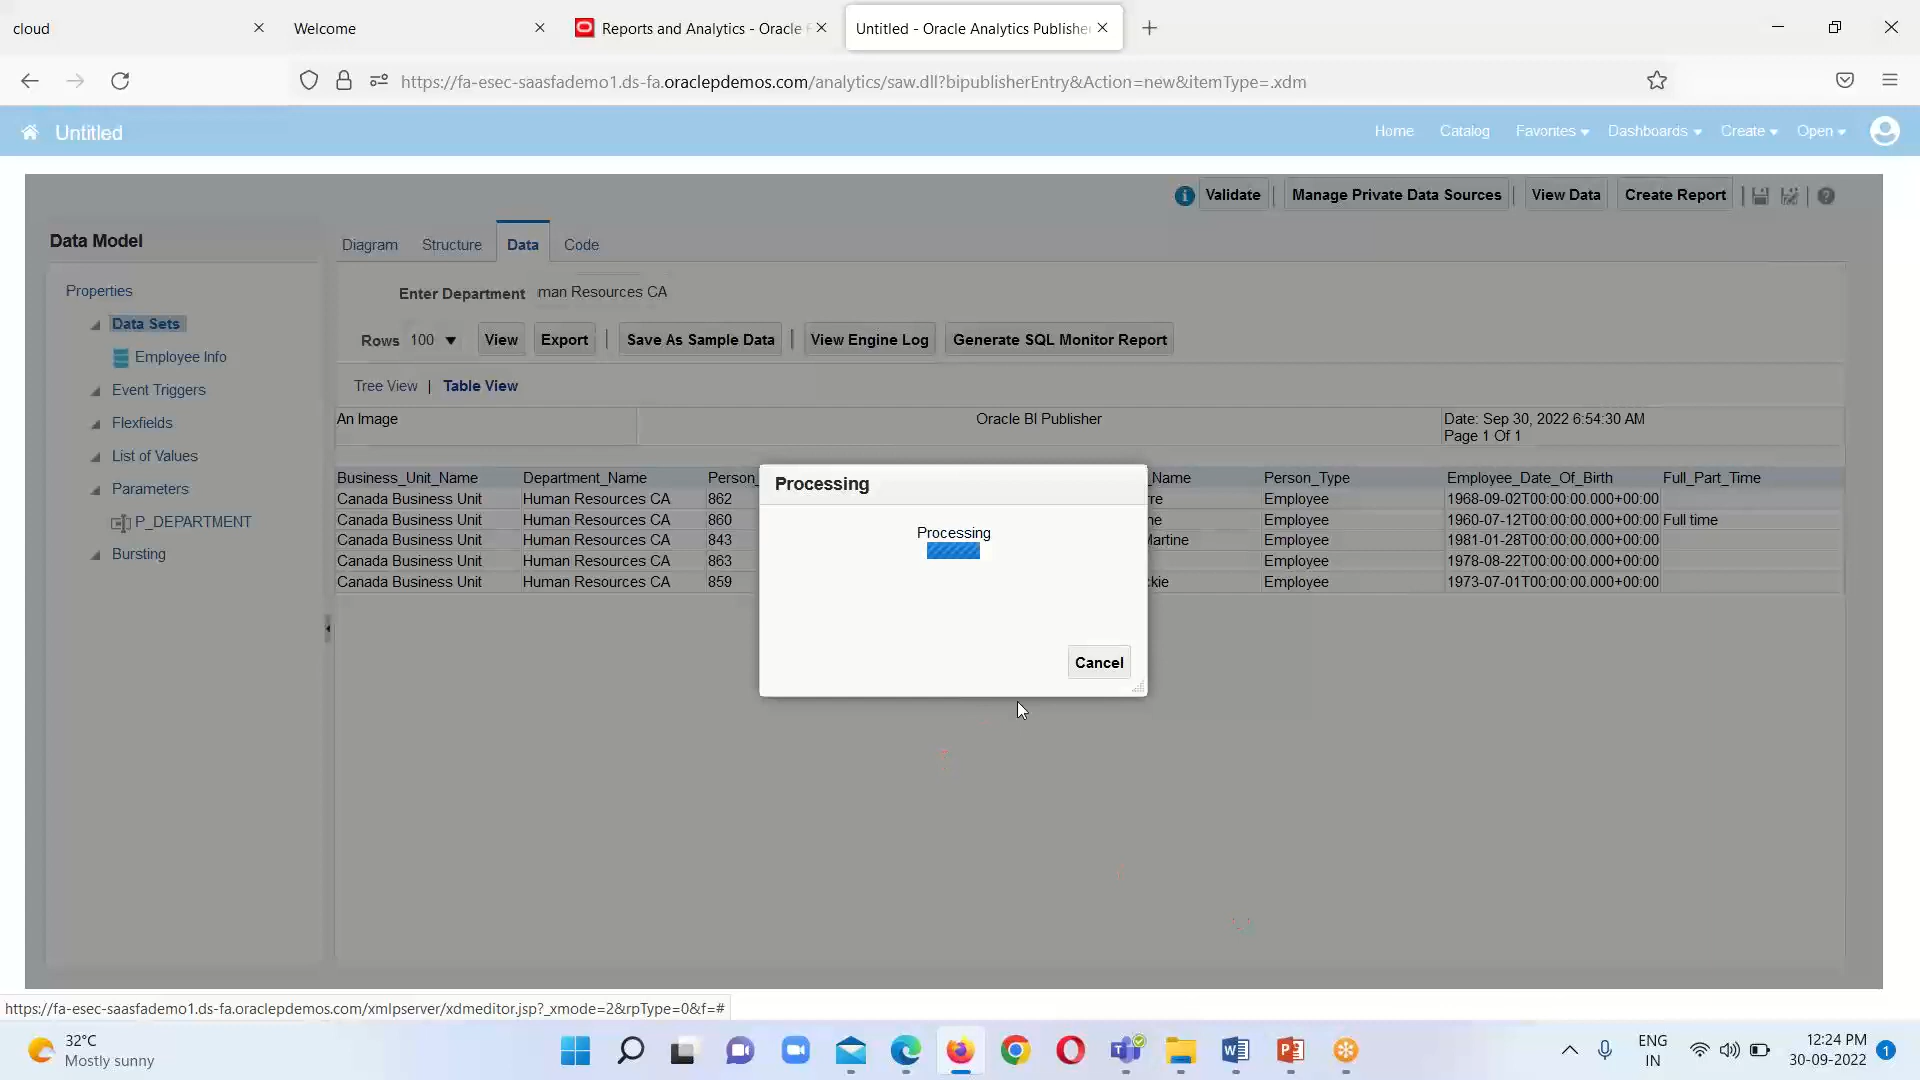 cloud
Welcome
Reports and Analytics - Oracle F
Untitled - Oracle Analytics Publishe
https://fa-esec-saasfademo1.ds-fa.oraclepdemos.com/analytics/saw.dll?bipublisherEntry&Action=new&itemType=.xdm
Untitled
Home Catalog Favorites Dashboards Create Open
Validate Manage Private Data Sources View Data Create Report
Data Model
Diagram Structure Data Code
Properties
Data Sets
Employee Info
Event Triggers
Flexfields
List of Values
Parameters
P_DEPARTMENT
Bursting
Enter Department man Resources CA
Rows 100 View Export Save As Sample Data View Engine Log Generate SQL Monitor Report
Tree View | Table View
An Image Oracle BI Publisher Date: Sep 30, 2022 6:54:30 AM
Page 1 Of 1
Business_Unit_Name Department_Name Person_ _Name Person_Type Employee_Date_Of_Birth Full_Part_Time
Canada Business Unit Human Resources CA 862 re Employee 1968-09-02T00:00:00.000+00:00
Canada Business Unit Human Resources CA 860 ne Employee 1960-07-12T00:00:00.000+00:00 Full time
Canada Business Unit Human Resources CA 843 Martine Employee 1981-01-28T00:00:00.000+00:00
Canada Business Unit Human Resources CA 863 Employee 1978-08-22T00:00:00.000+00:00
Canada Business Unit Human Resources CA 859 ckie Employee 1973-07-01T00:00:00.000+00:00
Processing
Processing
Cancel
https://fa-esec-saasfademo1.ds-fa.oraclepdemos.com/xmlpserver/xdmeditor.jsp?_xmode=2&rpType=0&f=#
32°C
Mostly sunny
ENG
IN
12:24 PM
30-09-2022
1